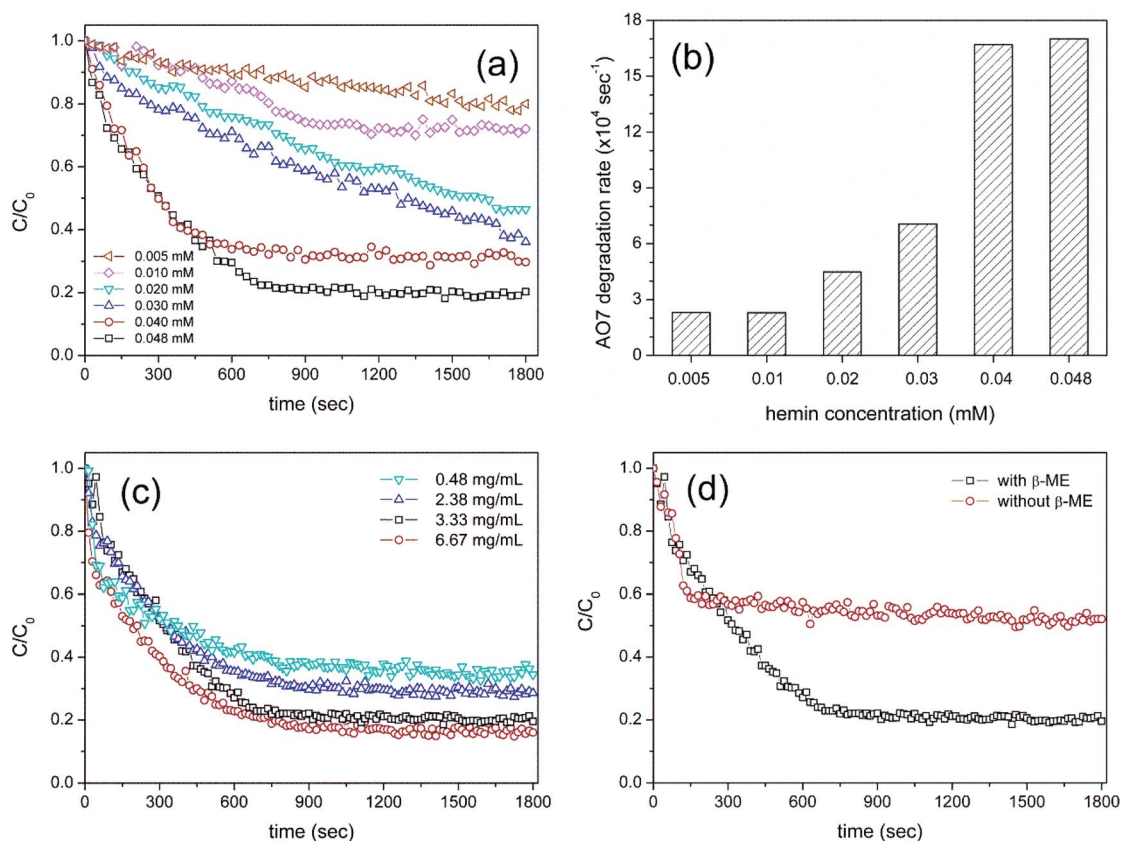 (a)
1.0
0.8
0.6
0.4
0.2
0.0
C/C0
0.005 mM
0.010 mM
0.020 mM
0.030 mM
0.040 mM
0.048 mM
0
300
600
900
1200
1500
1800
time (sec)
(b)
18
15
12
9
6
3
0
AO7 degradation rate (x10⁴ sec⁻¹)
0.005
0.01
0.02
0.03
0.04
0.048
hemin concentration (mM)
(c)
1.0
0.8
0.6
0.4
0.2
0.0
C/C0
0.48 mg/mL
2.38 mg/mL
3.33 mg/mL
6.67 mg/mL
0
300
600
900
1200
1500
1800
time (sec)
(d)
1.0
0.8
0.6
0.4
0.2
0.0
C/C0
with β-ME
without β-ME
0
300
600
900
1200
1500
1800
time (sec)